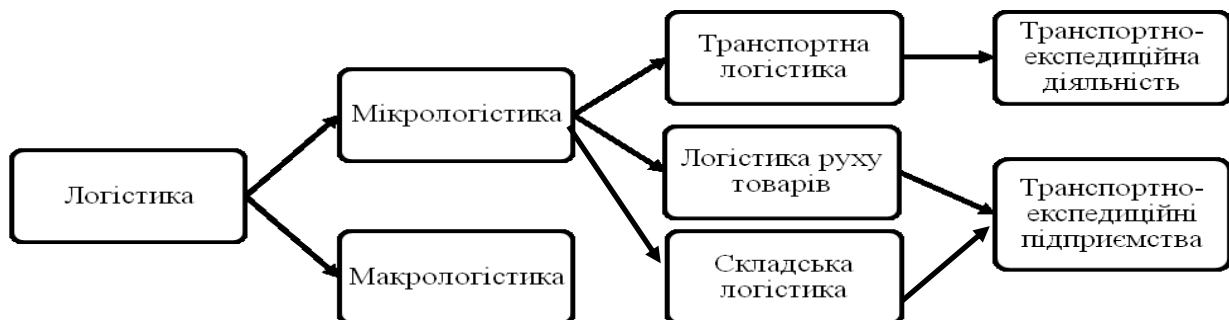 Логістика
Мікрологістика
Макрологістика
Транспортна
логістика
Логістика руху
товарів
Складська
логістика
Транспортно-
експедиційна
діяльність
Транспортно-
експедиційні
підприємства